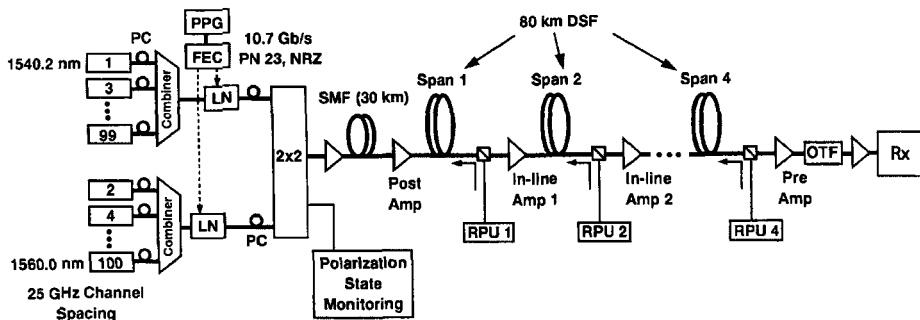 PPG
FEC
10.7 Gb/s
PN 23, NRZ
PC
1540.2 nm
1
3
99
Combiner
LN
80 km DSF
Span 1
Span 2
Span 4
SMF (30 km)
2x2
Post
Amp
In-line
Amp 1
In-line
Amp 2
Pre
Amp
OTF
Rx
RPU 1
RPU 2
RPU 4
2
4
100
1560.0 nm
Combiner
LN
PC
Polarization
State
Monitoring
25 GHz Channel
Spacing